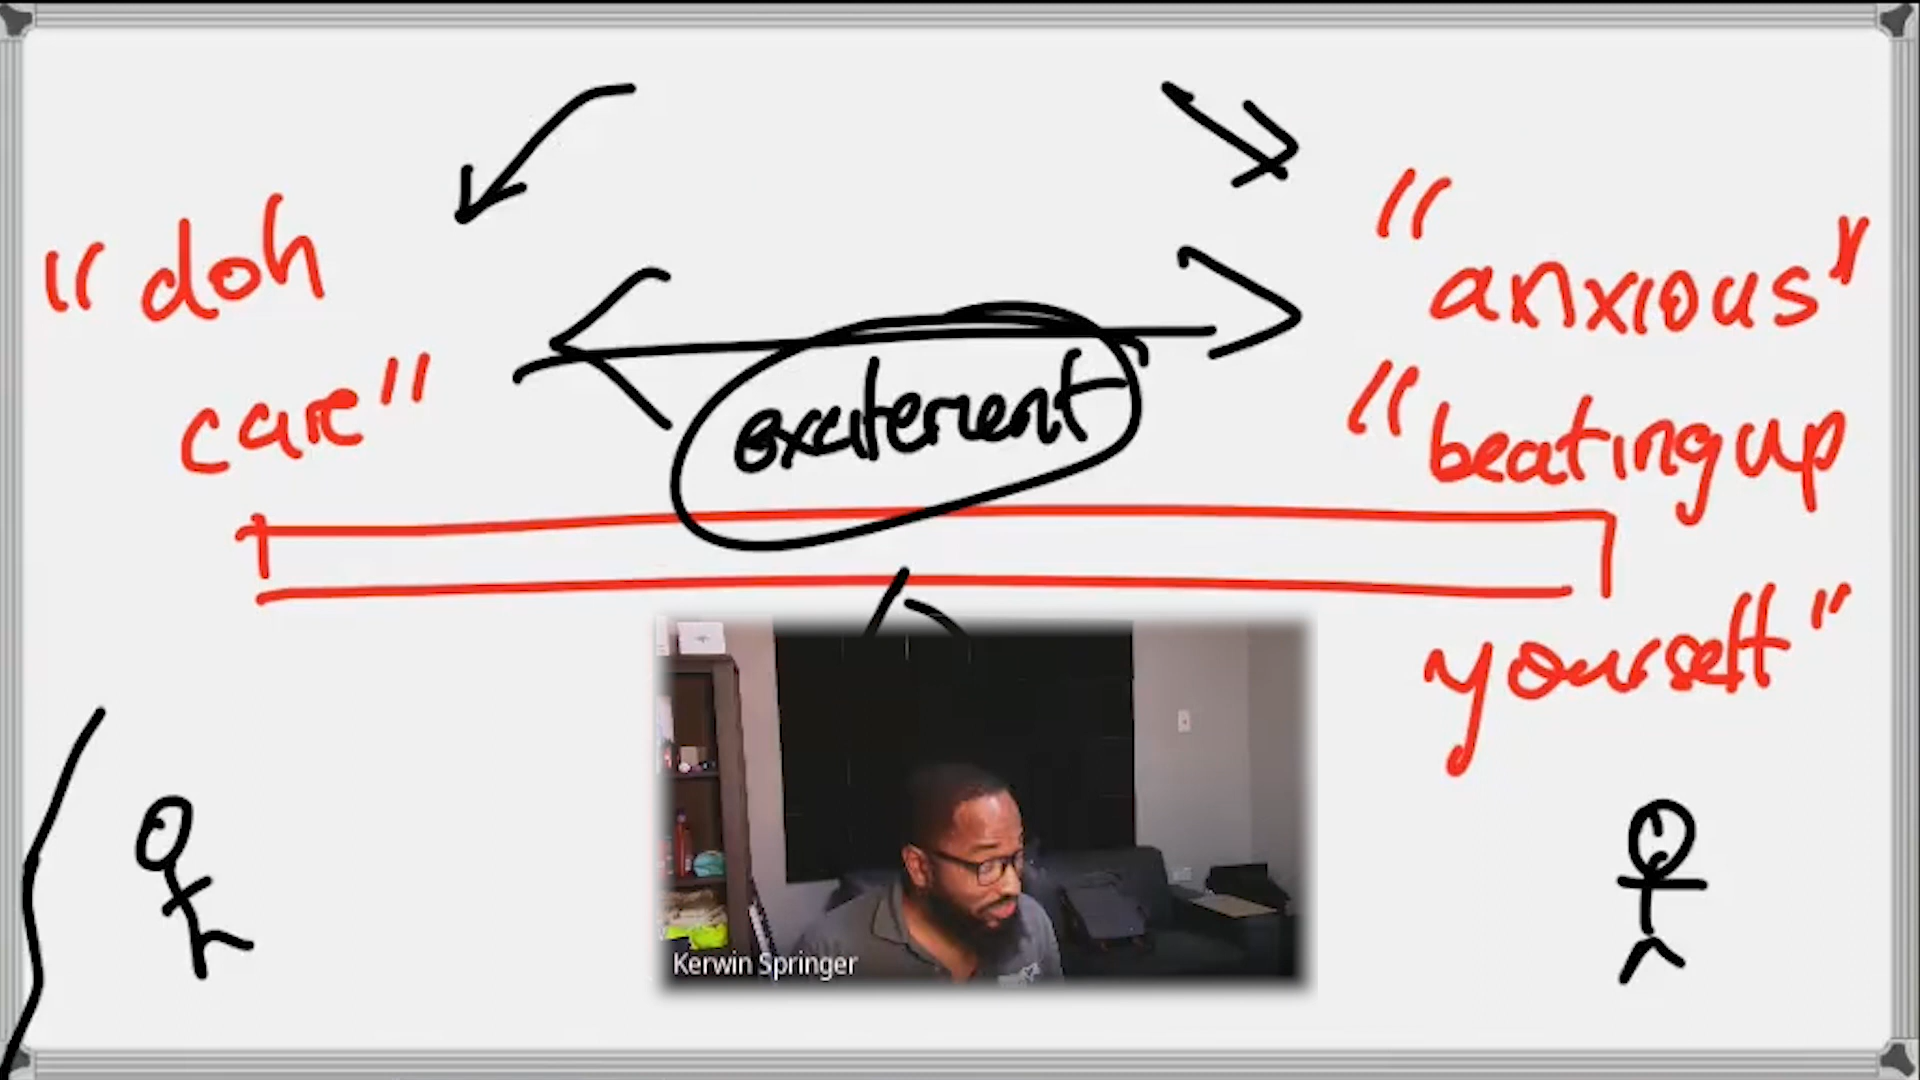 "doh
care"
excitement
"anxious"
"beating up
yourself"
Kerwin Springer